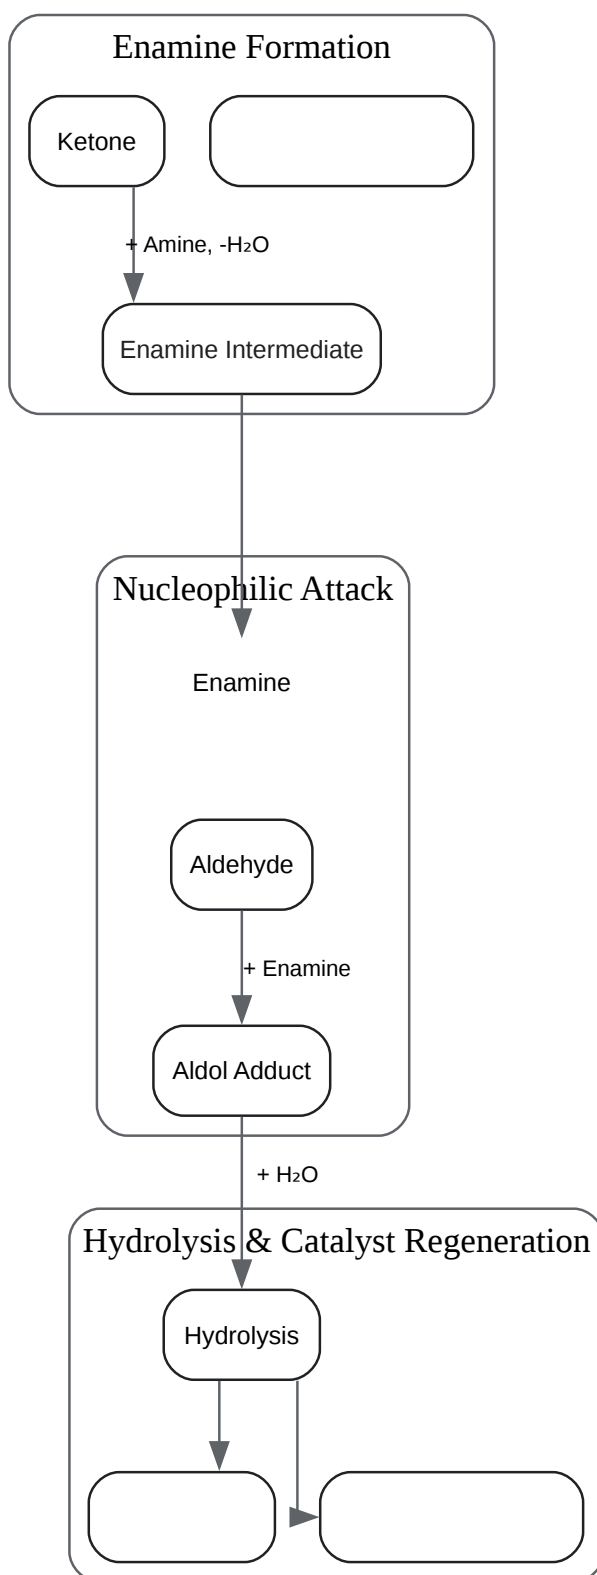 Enamine Formation
Ketone
+ Amine, -H₂O
Enamine Intermediate
Nucleophilic Attack
Enamine
Aldehyde
+ Enamine
Aldol Adduct
+ H₂O
Hydrolysis & Catalyst Regeneration
Hydrolysis